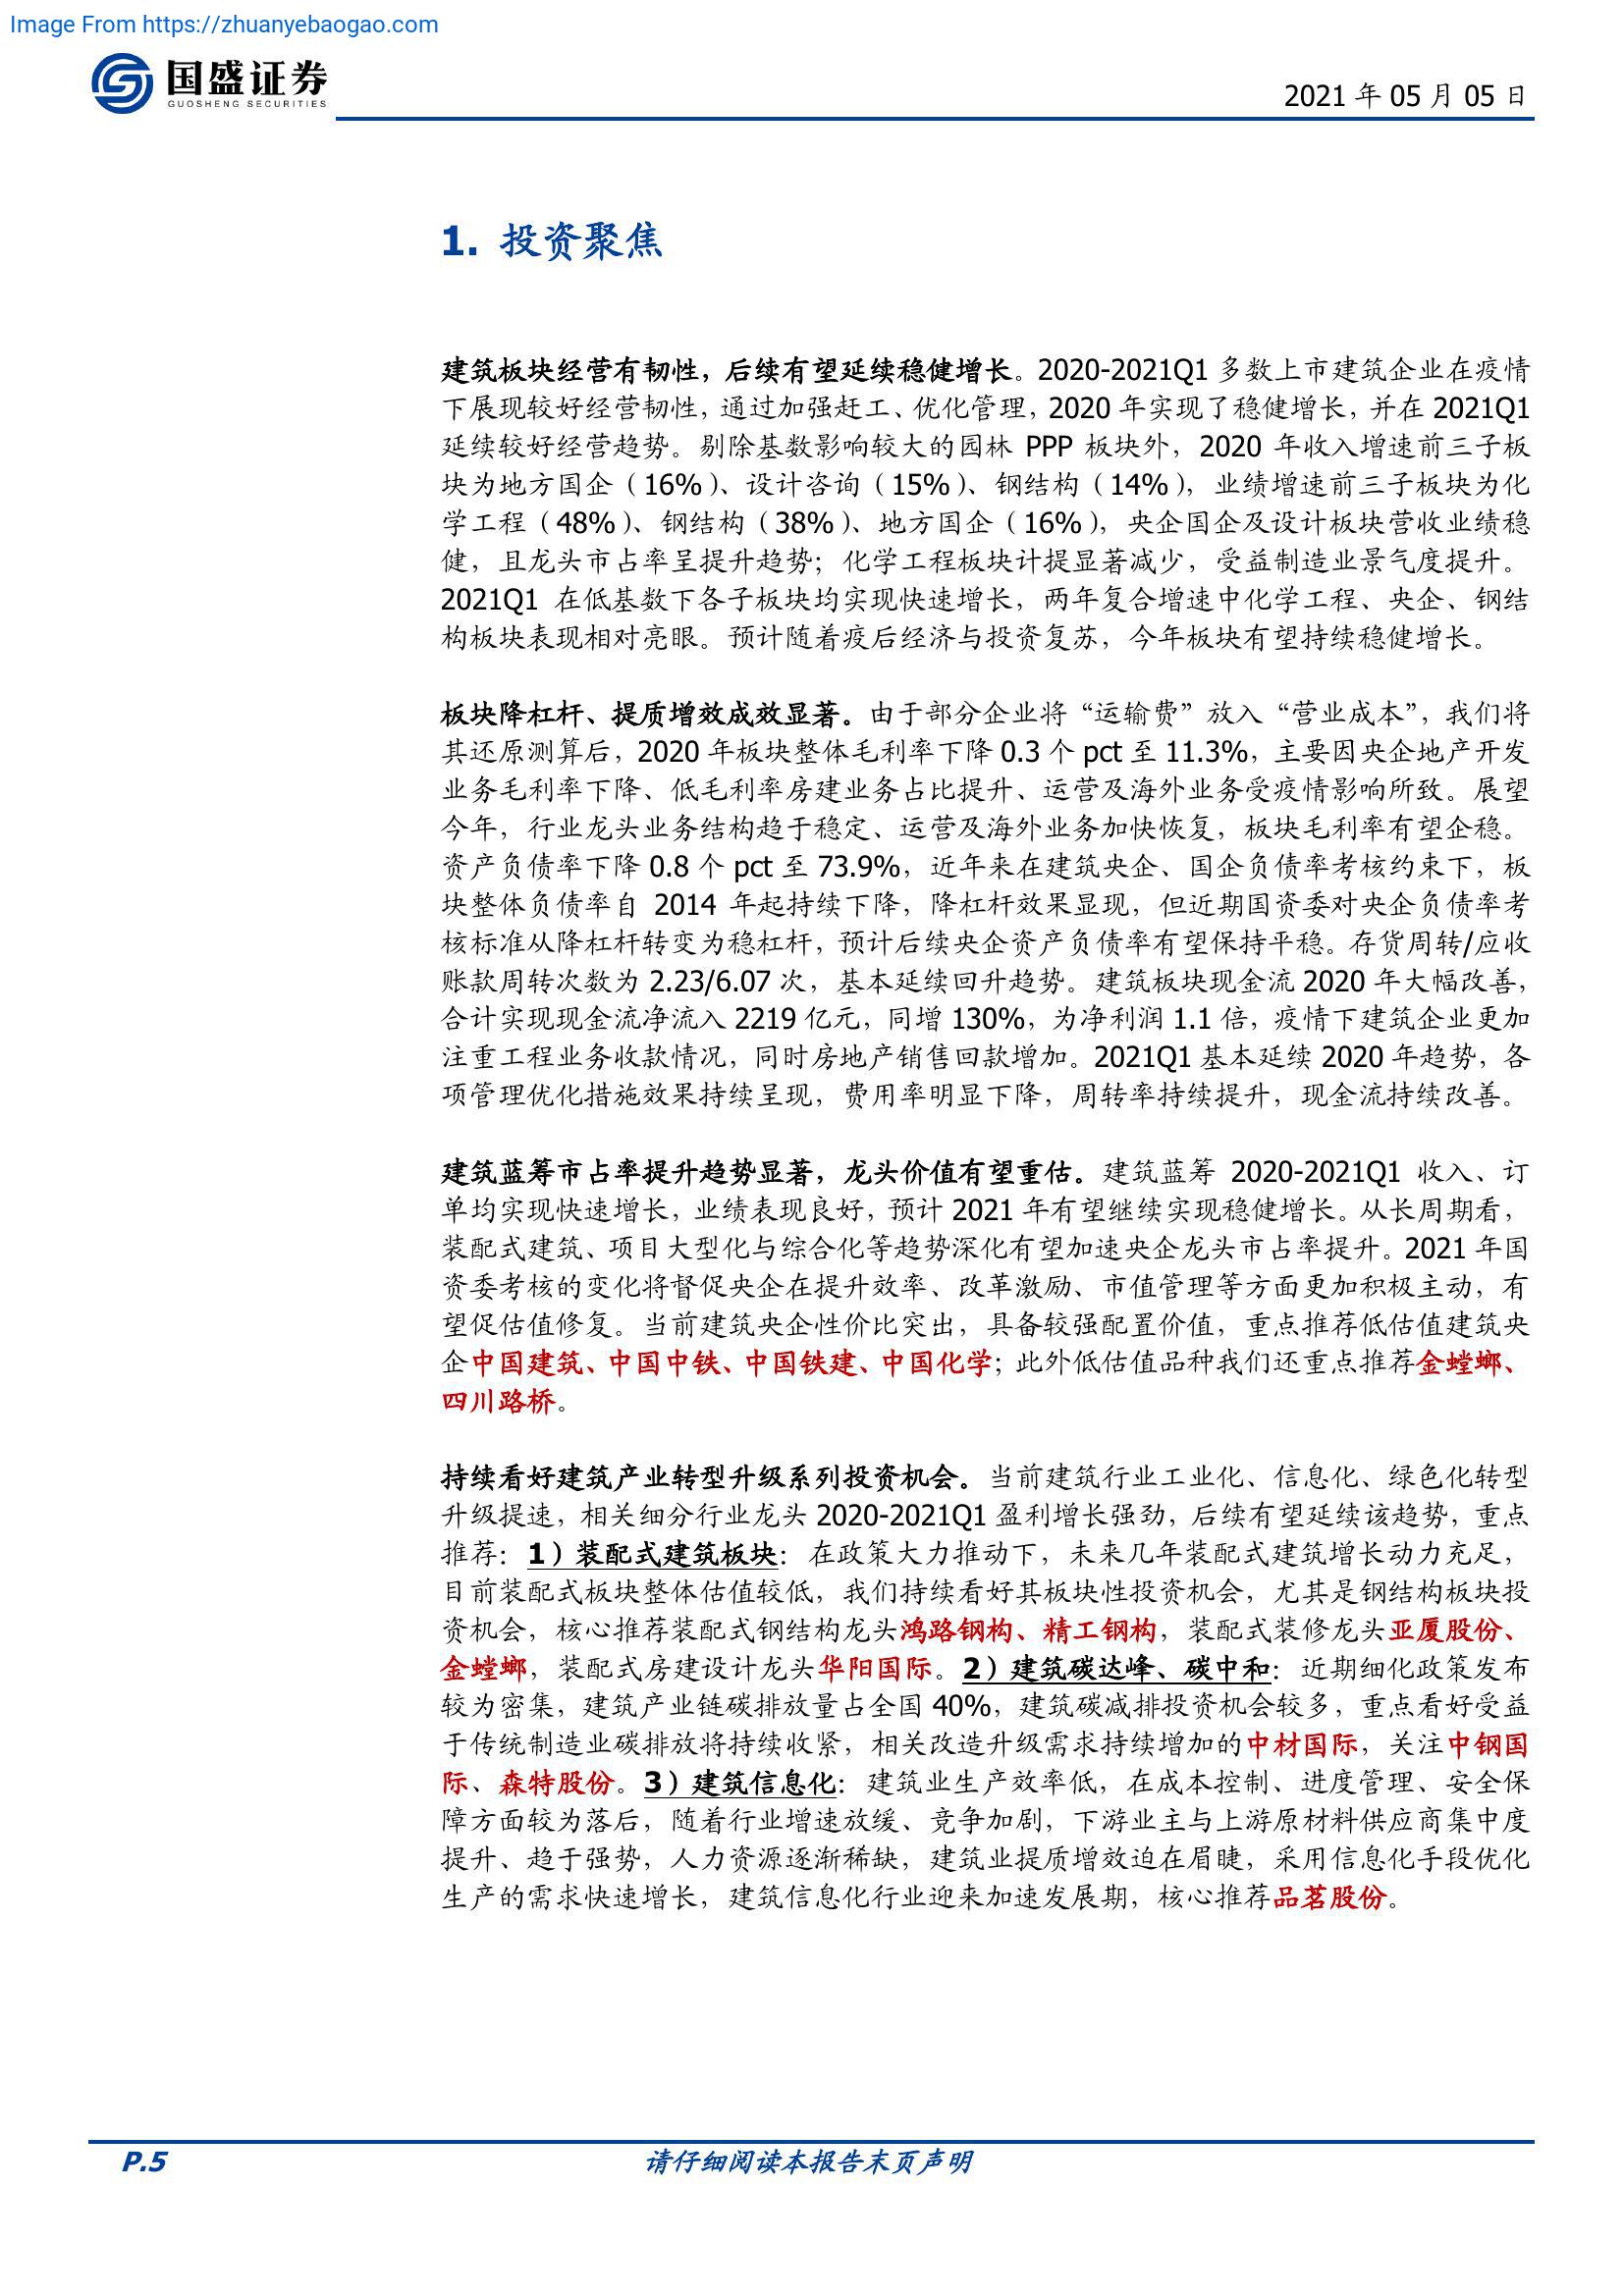 Image From https://zhuanyebaogao.com
国盛证券
GUOSHENG SECURITIES
2021 年 05 月 05 日
1. 投资聚焦
建筑板块经营有韧性，后续有望延续稳健增长。2020-2021Q1 多数上市建筑企业在疫情
下展现较好经营韧性，通过加强赶工、优化管理，2020 年实现了稳健增长，并在 2021Q1
延续较好经营趋势。剔除基数影响较大的园林 PPP 板块外，2020 年收入增速前三子板
块为地方国企（16%）、设计咨询（15%）、钢结构（14%），业绩增速前三子板块为化
学工程（48%）、钢结构（38%）、地方国企（16%），央企国企及设计板块营收业绩稳
健，且龙头市占率呈提升趋势；化学工程板块计提显著减少，受益制造业景气度提升。
2021Q1 在低基数下各子板块均实现快速增长，两年复合增速中化学工程、央企、钢结
构板块表现相对亮眼。预计随着疫后经济与投资复苏，今年板块有望持续稳健增长。
板块降杠杆、提质增效成效显著。由于部分企业将“运输费”放入“营业成本”，我们将
其还原测算后，2020 年板块整体毛利率下降 0.3 个 pct 至 11.3%，主要因央企地产开发
业务毛利率下降、低毛利率房建业务占比提升、运营及海外业务受疫情影响所致。展望
今年，行业龙头业务结构趋于稳定、运营及海外业务加快恢复，板块毛利率有望企稳。
资产负债率下降 0.8 个 pct 至 73.9%，近年来在建筑央企、国企负债率考核约束下，板
块整体负债率自 2014 年起持续下降，降杠杆效果显现，但近期国资委对央企负债率考
核标准从降杠杆转变为稳杠杆，预计后续央企资产负债率有望保持平稳。存货周转/应收
账款周转次数为 2.23/6.07 次，基本延续回升趋势。建筑板块现金流 2020 年大幅改善，
合计实现现金流净流入 2219 亿元，同增 130%，为净利润 1.1 倍，疫情下建筑企业更加
注重工程业务收款情况，同时房地产销售回款增加。2021Q1 基本延续 2020 年趋势，各
项管理优化措施效果持续呈现，费用率明显下降，周转率持续提升，现金流持续改善。
建筑蓝筹市占率提升趋势显著，龙头价值有望重估。建筑蓝筹 2020-2021Q1 收入、订
单均实现快速增长，业绩表现良好，预计 2021 年有望继续实现稳健增长。从长周期看，
装配式建筑、项目大型化与综合化等趋势深化有望加速央企龙头市占率提升。2021 年国
资委考核的变化将督促央企在提升效率、改革激励、市值管理等方面更加积极主动，有
望促估值修复。当前建筑央企性价比突出，具备较强配置价值，重点推荐低估值建筑央
企中国建筑、中国中铁、中国铁建、中国化学；此外低估值品种我们还重点推荐金螳螂、
四川路桥。
持续看好建筑产业转型升级系列投资机会。当前建筑行业工业化、信息化、绿色化转型
升级提速，相关细分行业龙头 2020-2021Q1 盈利增长强劲，后续有望延续该趋势，重点
推荐：1）装配式建筑板块：在政策大力推动下，未来几年装配式建筑增长动力充足，
目前装配式板块整体估值较低，我们持续看好其板块性投资机会，尤其是钢结构板块投
资机会，核心推荐装配式钢结构龙头鸿路钢构、精工钢构，装配式装修龙头亚厦股份、
金螳螂，装配式房建设计龙头华阳国际。2）建筑碳达峰、碳中和：近期细化政策发布
较为密集，建筑产业链碳排放量占全国 40%，建筑碳减排投资机会较多，重点看好受益
于传统制造业碳排放将持续收紧，相关改造升级需求持续增加的中材国际，关注中钢国
际、森特股份。3）建筑信息化：建筑业生产效率低，在成本控制、进度管理、安全保
障方面较为落后，随着行业增速放缓、竞争加剧，下游业主与上游原材料供应商集中度
提升、趋于强势，人力资源逐渐稀缺，建筑业提质增效迫在眉睫，采用信息化手段优化
生产的需求快速增长，建筑信息化行业迎来加速发展期，核心推荐品茗股份。
P.5
请仔细阅读本报告末页声明